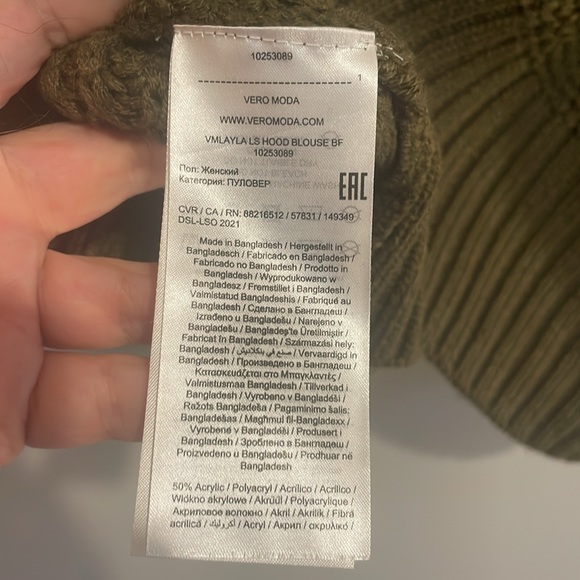 10253089
1
VERO MODA
WWW.VEROMODA.COM
VMLAYLA LS HOOD BLOUSE BF
10253089
Пол: Женский
Категория: ПУЛОВЕР
EAC
CVR / CA / RN: 88216512 / 57831 / 149349
DSL-LSO 2021
Made in Bangladesh / Hergestellt in
Bangladesch / Fabricado en Bangladesh /
Fabricado no Bangladesh / Prodotto in
Bangladesh / Wyprodukowano w
Bangladesz / Fremstillet i Bangladesh /
Valmistatud Bangladeshis / Fabriqué au
Bangladesh / Сделано в Бангладеш /
Izrađeno u Bangladešu / Narejeno v
Bangladešu / Bangladeş'te Üretilmiştir /
Fabricat în Bangladesh / Származási hely:
Bangladesh / صنع في بنكلاديش / Vervaardigd in
Bangladesh / Произведено в Бангладеш /
Κατασκευάζεται στο Μπαγκλαντές /
Valmistusmaa Bangladesh / Tillverkad i
Bangladesh / Vyrobeno v Bangladéši /
Ražots Bangladeša / Pagaminimo šalis:
Bangladešas / Magħmul fil-Bangladexx /
Vyrobené v Bangladéši / Produsert i
Bangladesh / Зроблено в Бангладеш /
Proizvedeno u Bangladešu / Prodhuar në
Bangladesh
50% Acrylic / Polyacryl / Acrílico / Acrilico /
Włókno akrylowe / Akrüül / Polyacrylique /
Акриловое волокно / Akril / Akrilik / Fibră
acrilică / أكروليك / Acryl / Акрил / ακρυλικό /